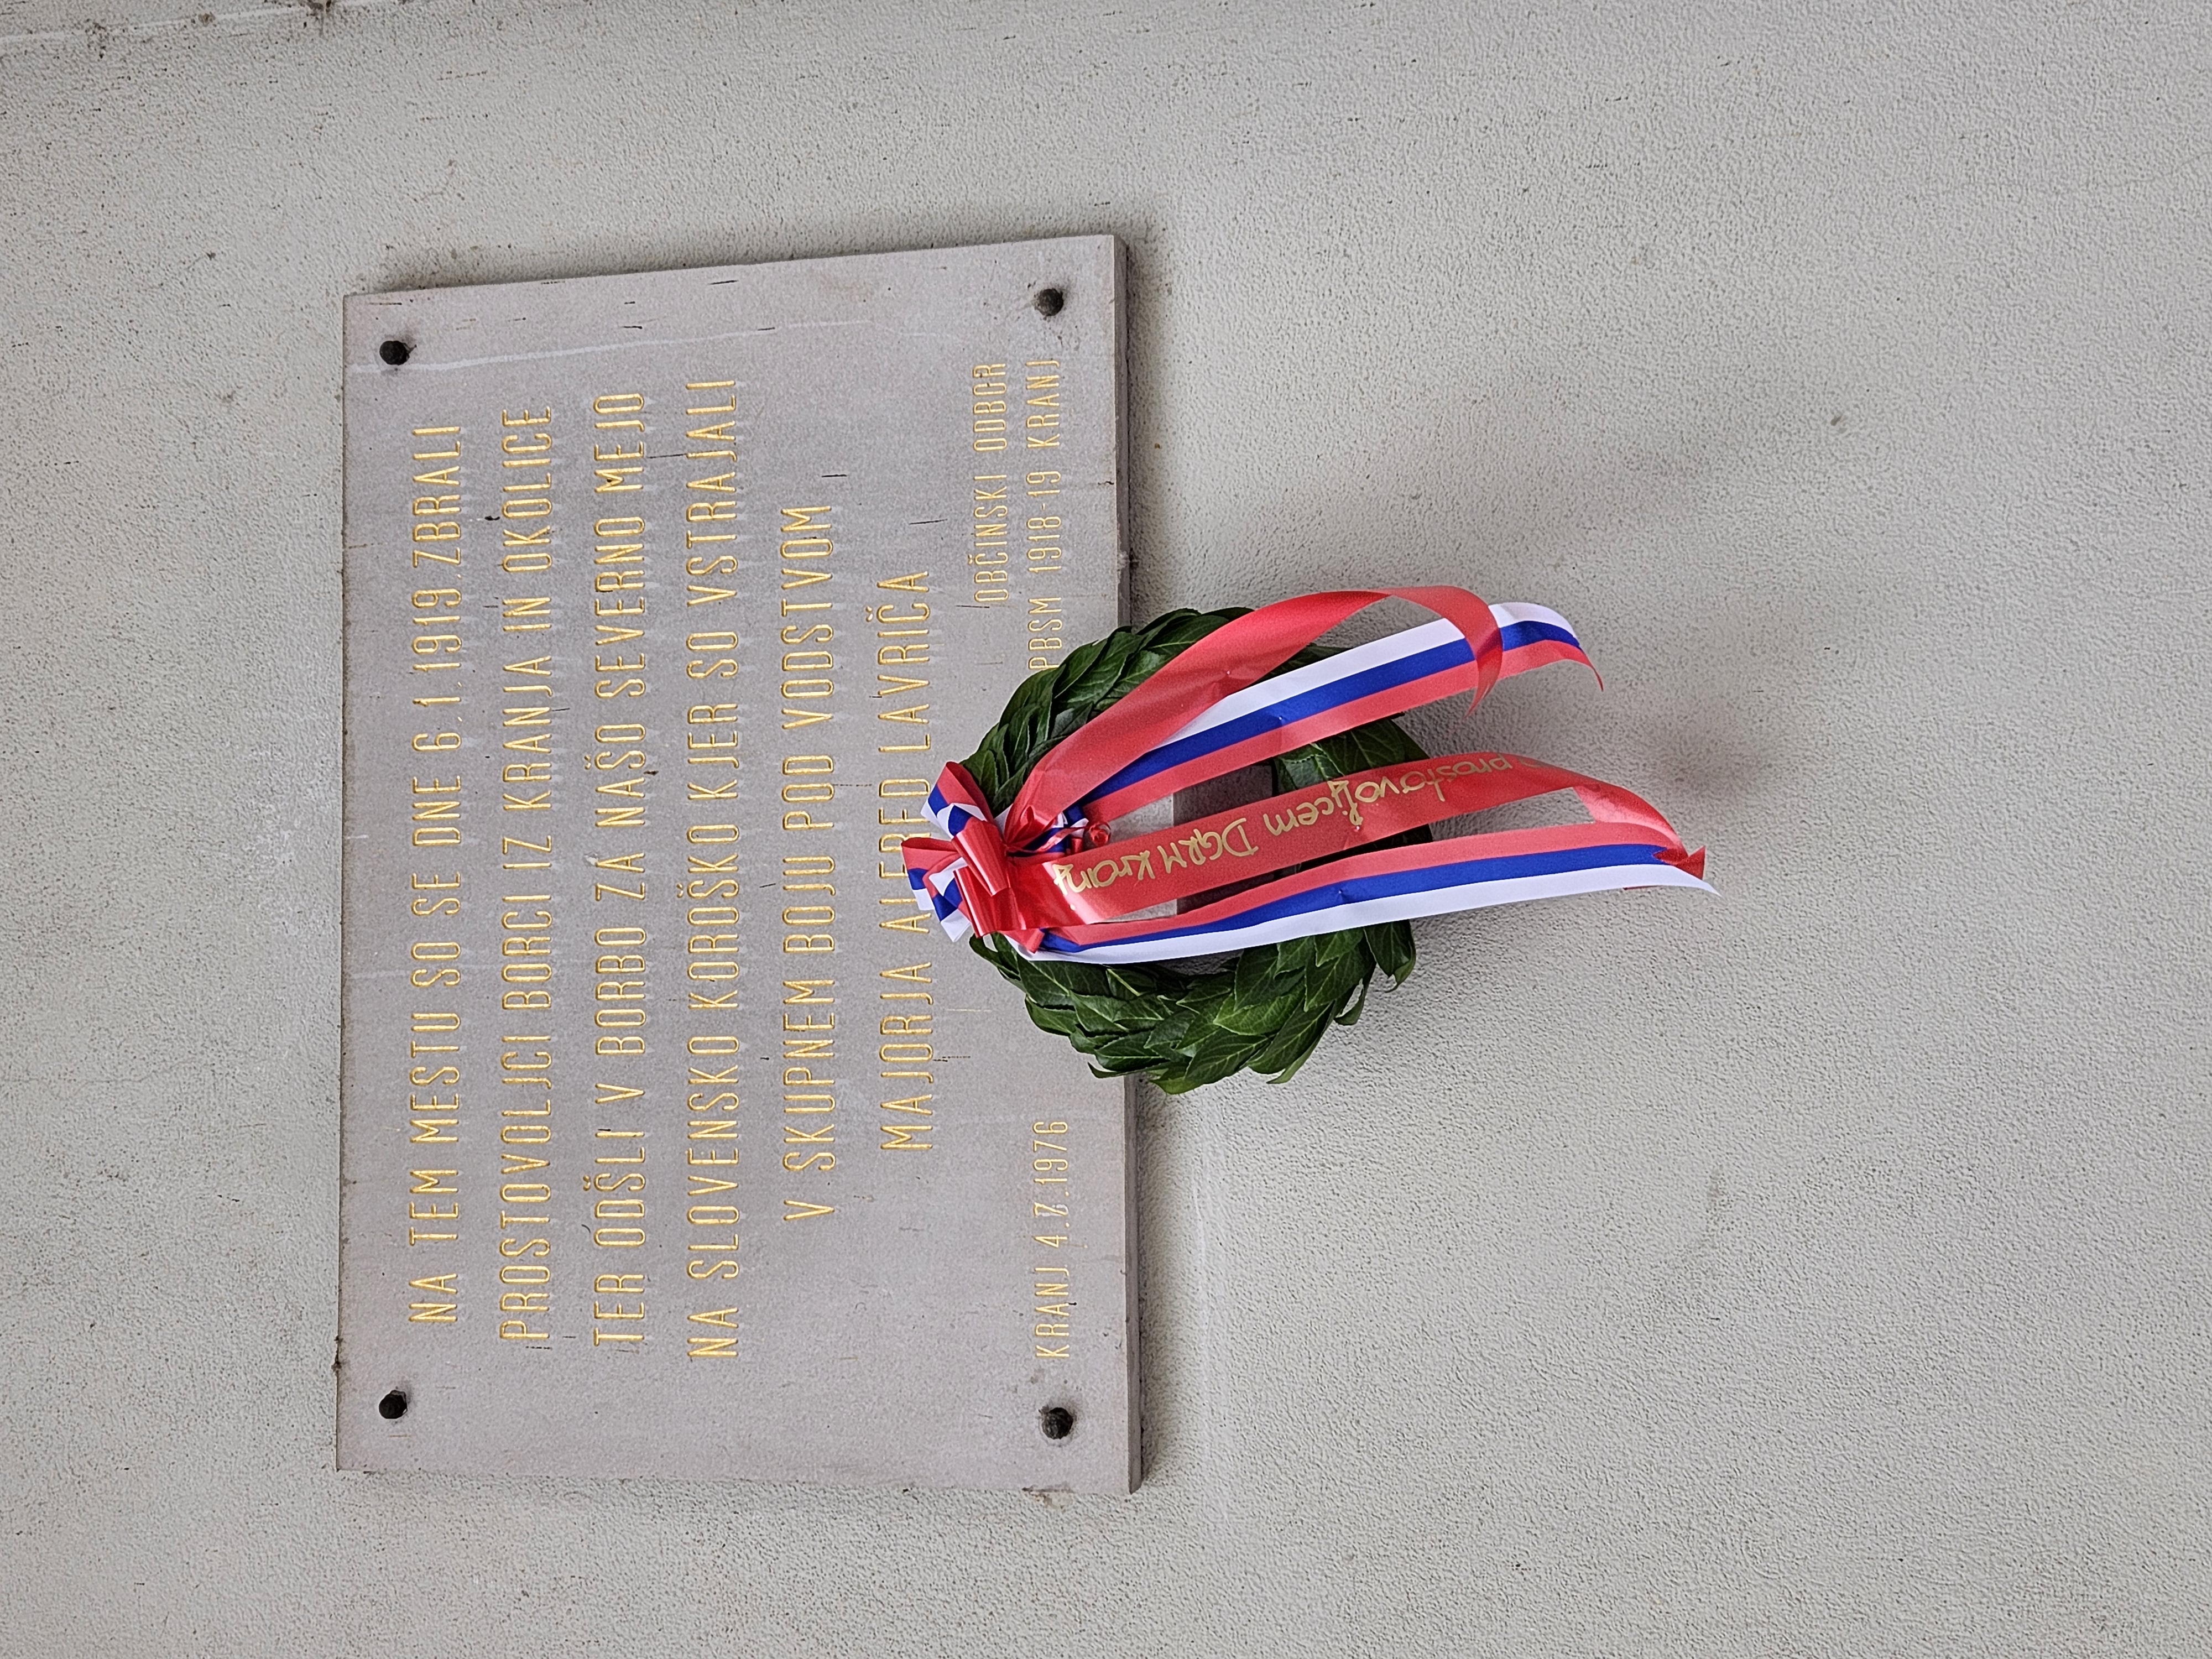 NA TEM MESTU SO SE DNE 6.1.1919 ZBRALI
PROSTOVOLJCI BORCI IZ KRANJA IN OKOLICE
TER ODŠLI V BORBO ZA NAŠO SEVERNO MEJO
NA SLOVENSKO KOROŠKO KJER SO VSTRAJALI
V SKUPNEM BOJU POD VODSTVOM
MAJORJA ALFRED LAVRIČA
OBČINSKI ODBOR
KRANJ 4.7.1976
PBSM 1918-19 KRANJ
prostovoljcem DGRM Kranj